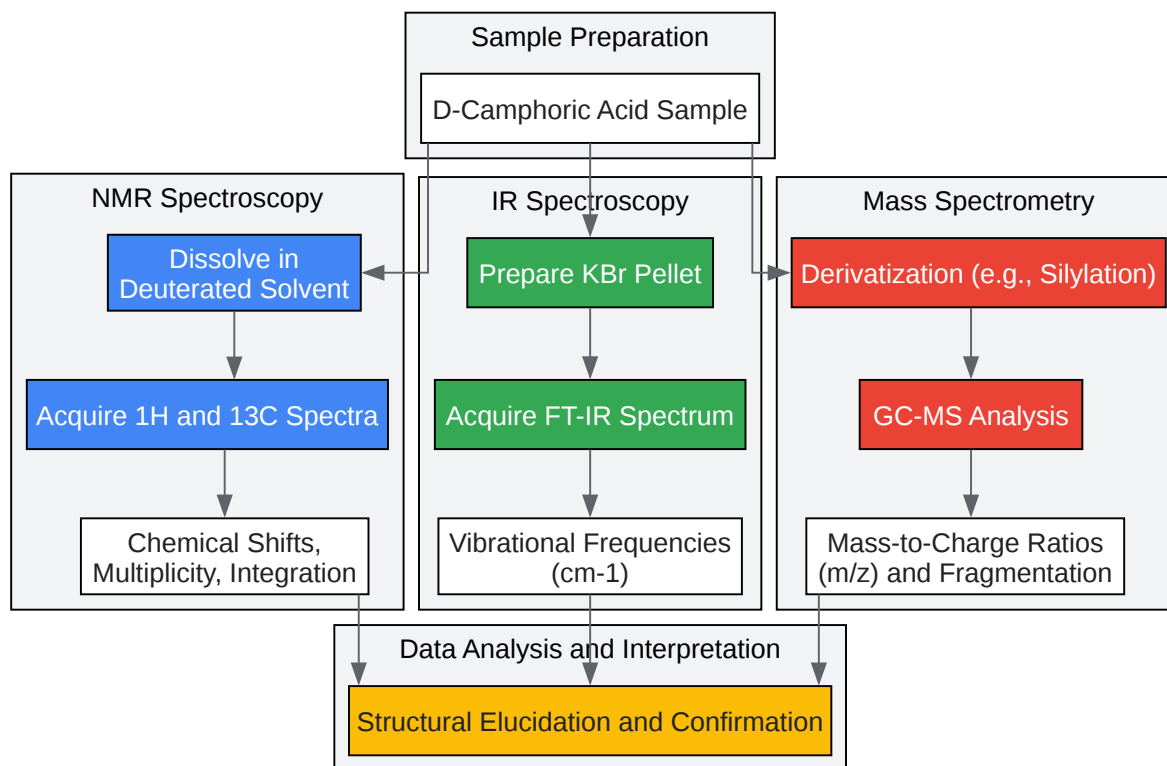 Sample Preparation
D-Camphoric Acid Sample
NMR Spectroscopy
Dissolve in
Deuterated Solvent
Acquire 1H and 13C Spectra
Chemical Shifts,
Multiplicity, Integration
IR Spectroscopy
Prepare KBr Pellet
Acquire FT-IR Spectrum
Vibrational Frequencies
(cm-1)
Mass Spectrometry
Derivatization (e.g., Silylation)
GC-MS Analysis
Mass-to-Charge Ratios
(m/z) and Fragmentation
Data Analysis and Interpretation
Structural Elucidation and Confirmation